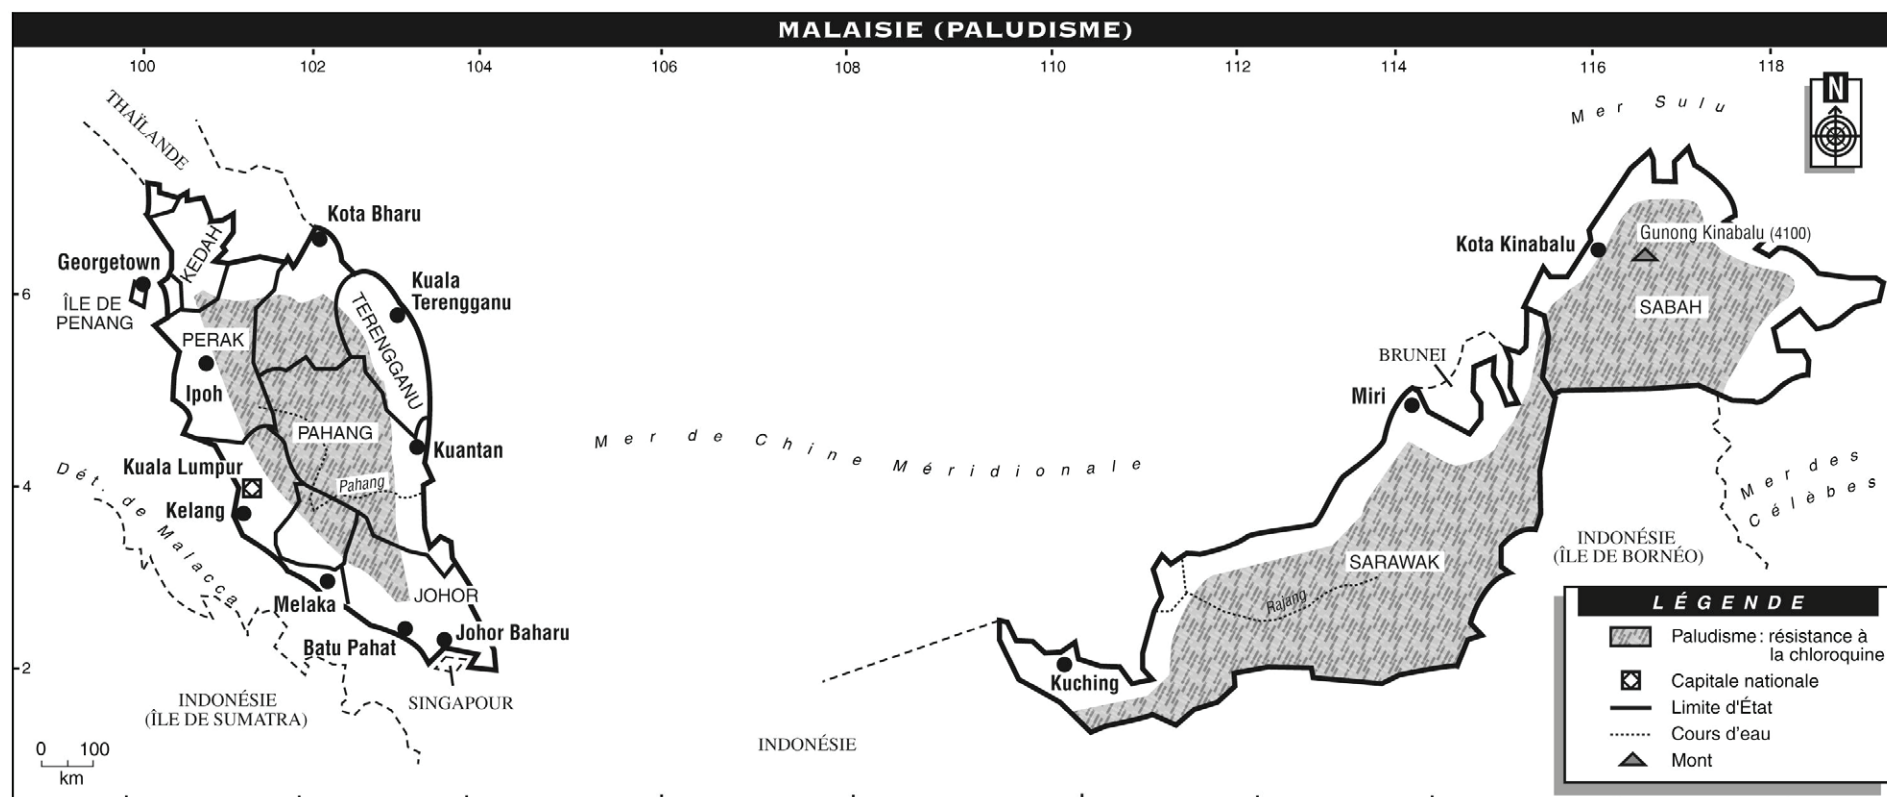 MALAISIE (PALUDISME)
100 102 104 106 108 110 112 114 116 118
N
Mer Sulu
THAÏLANDE
Kota Bharu
KEDAH
Georgetown
ÎLE DE
PENANG
Kuala
Terengganu
TERENGGANU
PERAK
Ipoh
PAHANG
Kuantan
Pahang
Kuala Lumpur
Kelang
Dét. de Malacca
Melaka
JOHOR
Batu Pahat
Johor Baharu
SINGAPOUR
INDONÉSIE
(ÎLE DE SUMATRA)
6
4
2
0 100
km
Mer de Chine Méridionale
INDONÉSIE
Kota Kinabalu
Gunong Kinabalu (4100)
SABAH
BRUNEI
Miri
SARAWAK
Rajang
Kuching
Mer des
Célèbes
INDONÉSIE
(ÎLE DE BORNÉO)
LÉGENDE
Paludisme : résistance à
la chloroquine
Capitale nationale
Limite d'État
Cours d'eau
Mont